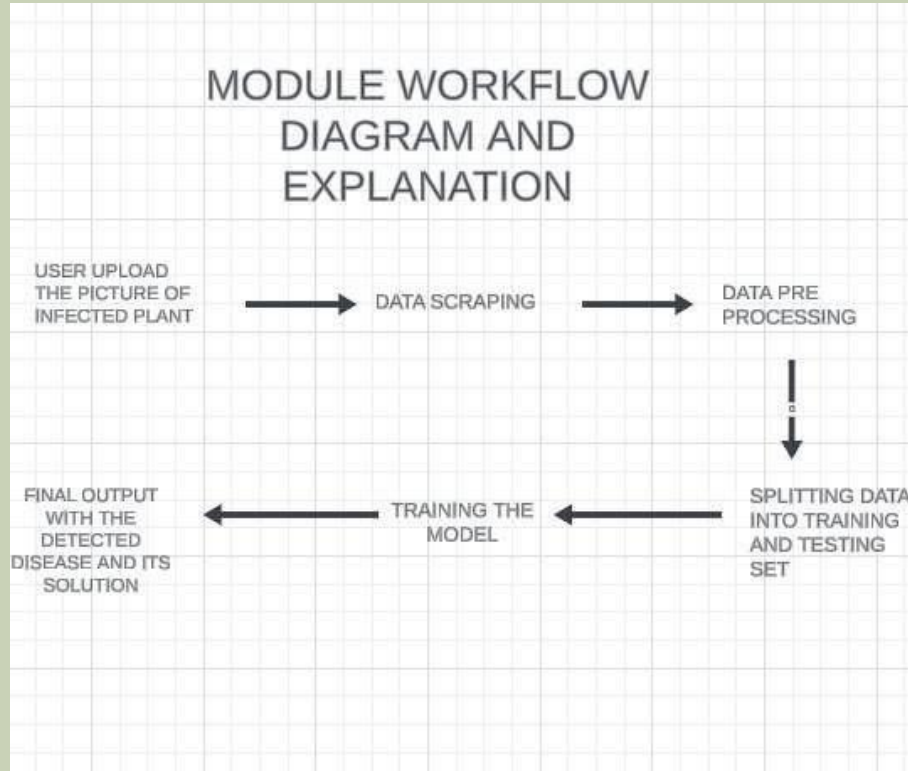 MODULE WORKFLOW
DIAGRAM AND
EXPLANATION
USER UPLOAD
THE PICTURE OF
INFECTED PLANT
DATA SCRAPING
DATA PRE
PROCESSING
SPLITTING DATA
INTO TRAINING
AND TESTING
SET
TRAINING THE
MODEL
FINAL OUTPUT
WITH THE
DETECTED
DISEASE AND ITS
SOLUTION